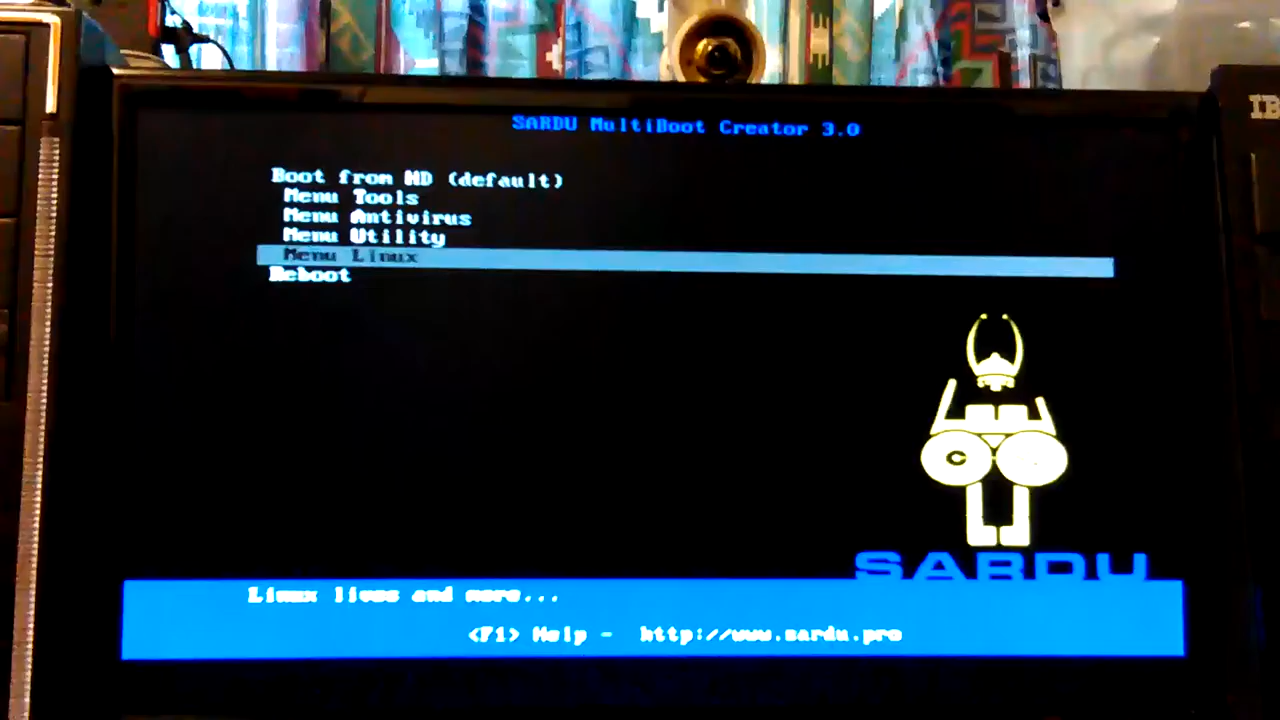 SARDU MultiBoot Creator 3.0
Boot from HD (default)
Menu Tools
Menu Antivirus
Menu Utility
Menu Linux
Reboot
SARDU
Linux lives and more...
<F1> Help - http://www.sardu.pro